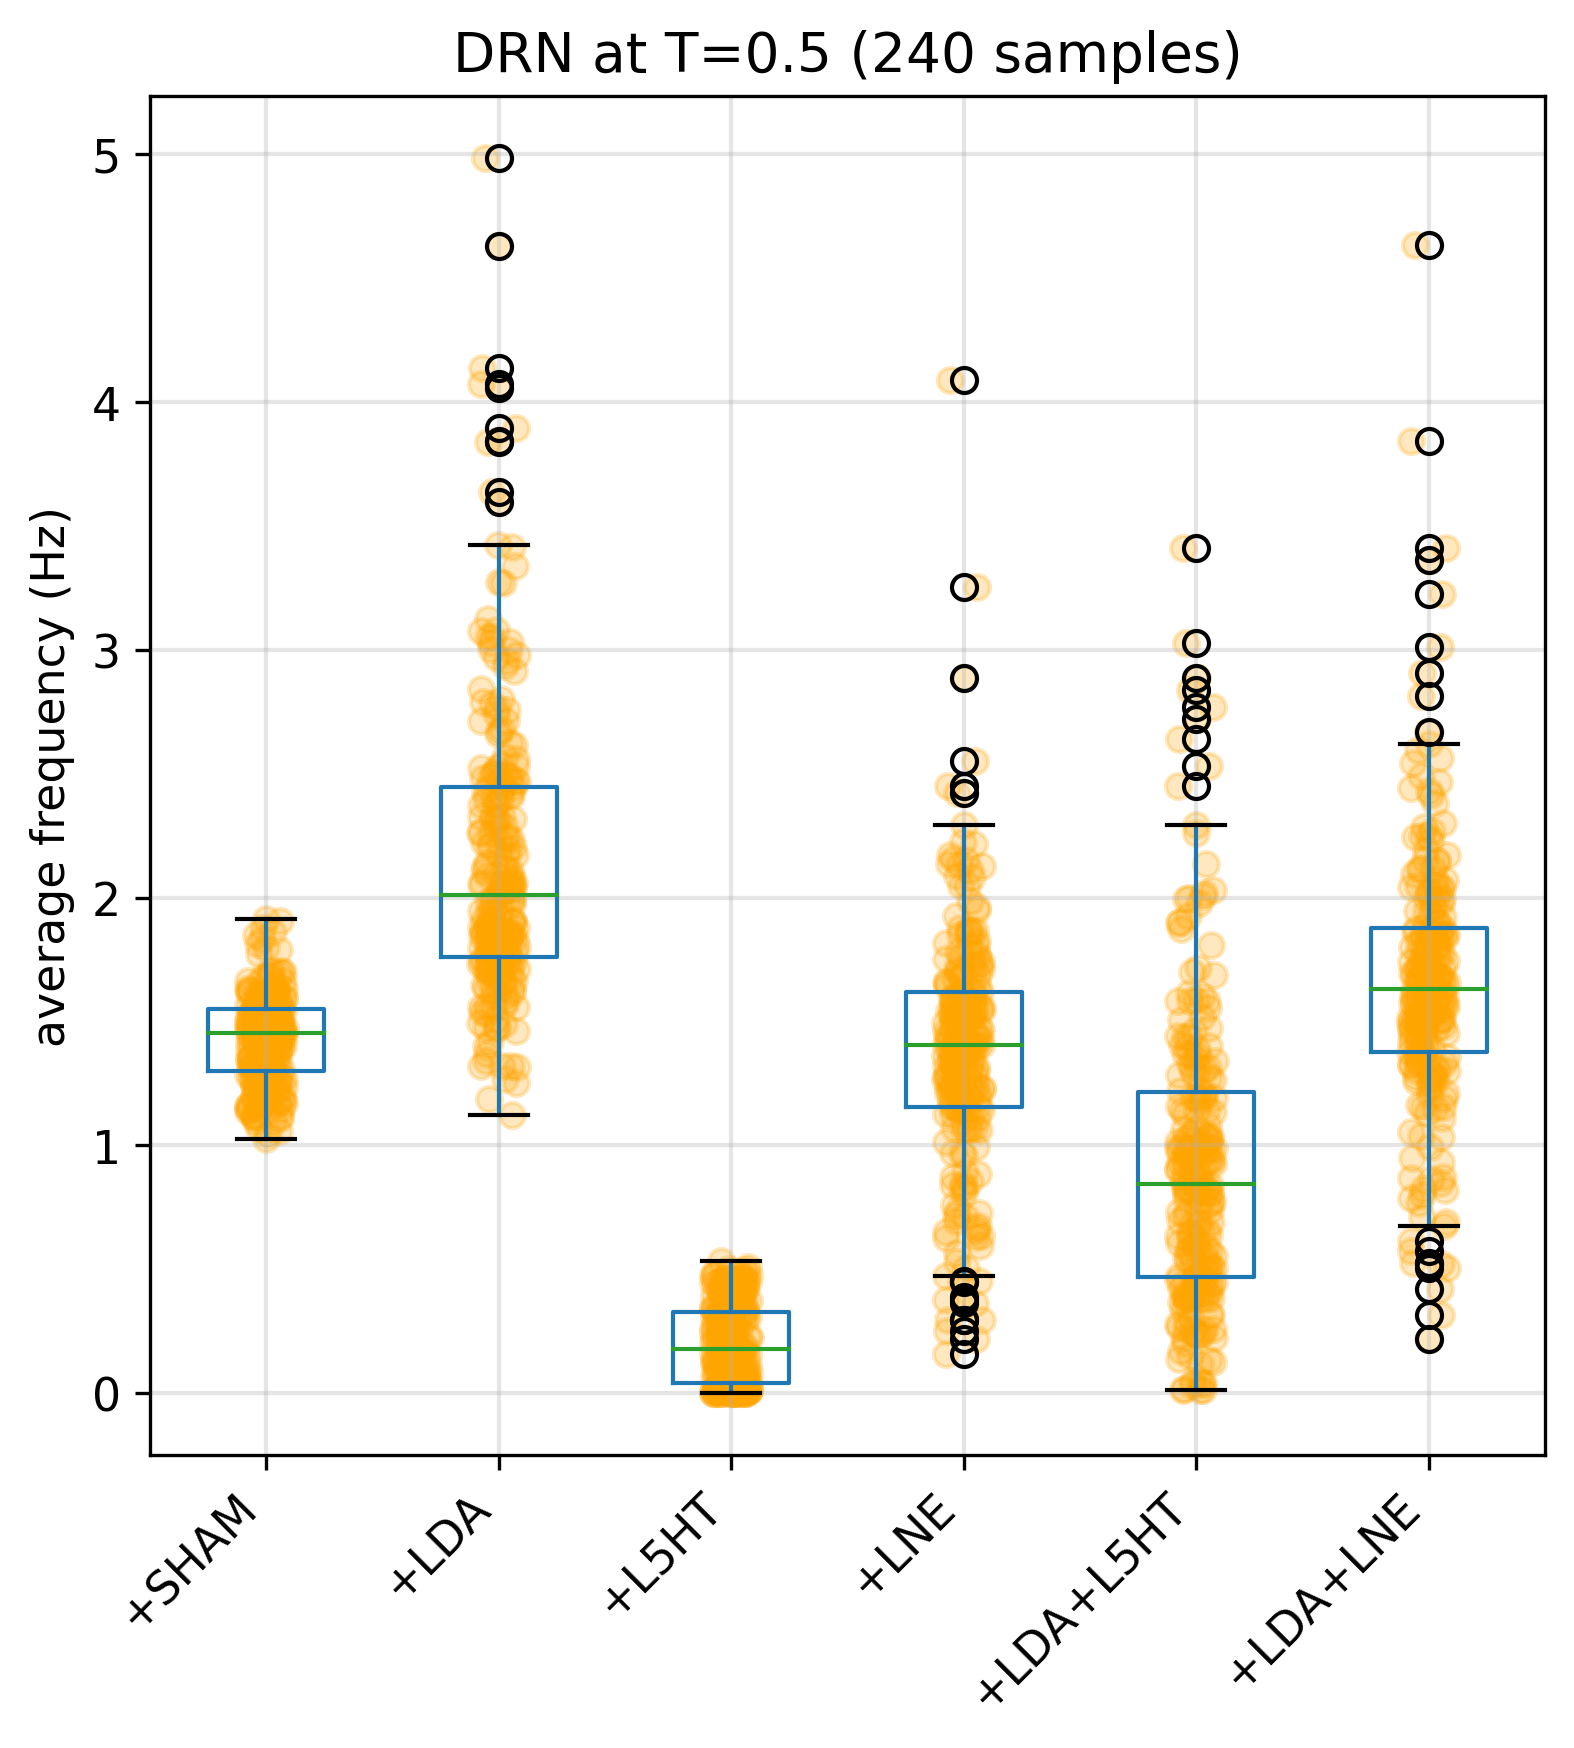 DRN at T=0.5 (240 samples)
average frequency (Hz)
5
4
3
2
1
0
+SHAM
+LDA
+L5HT
+LNE
+LDA+L5HT
+LDA+LNE